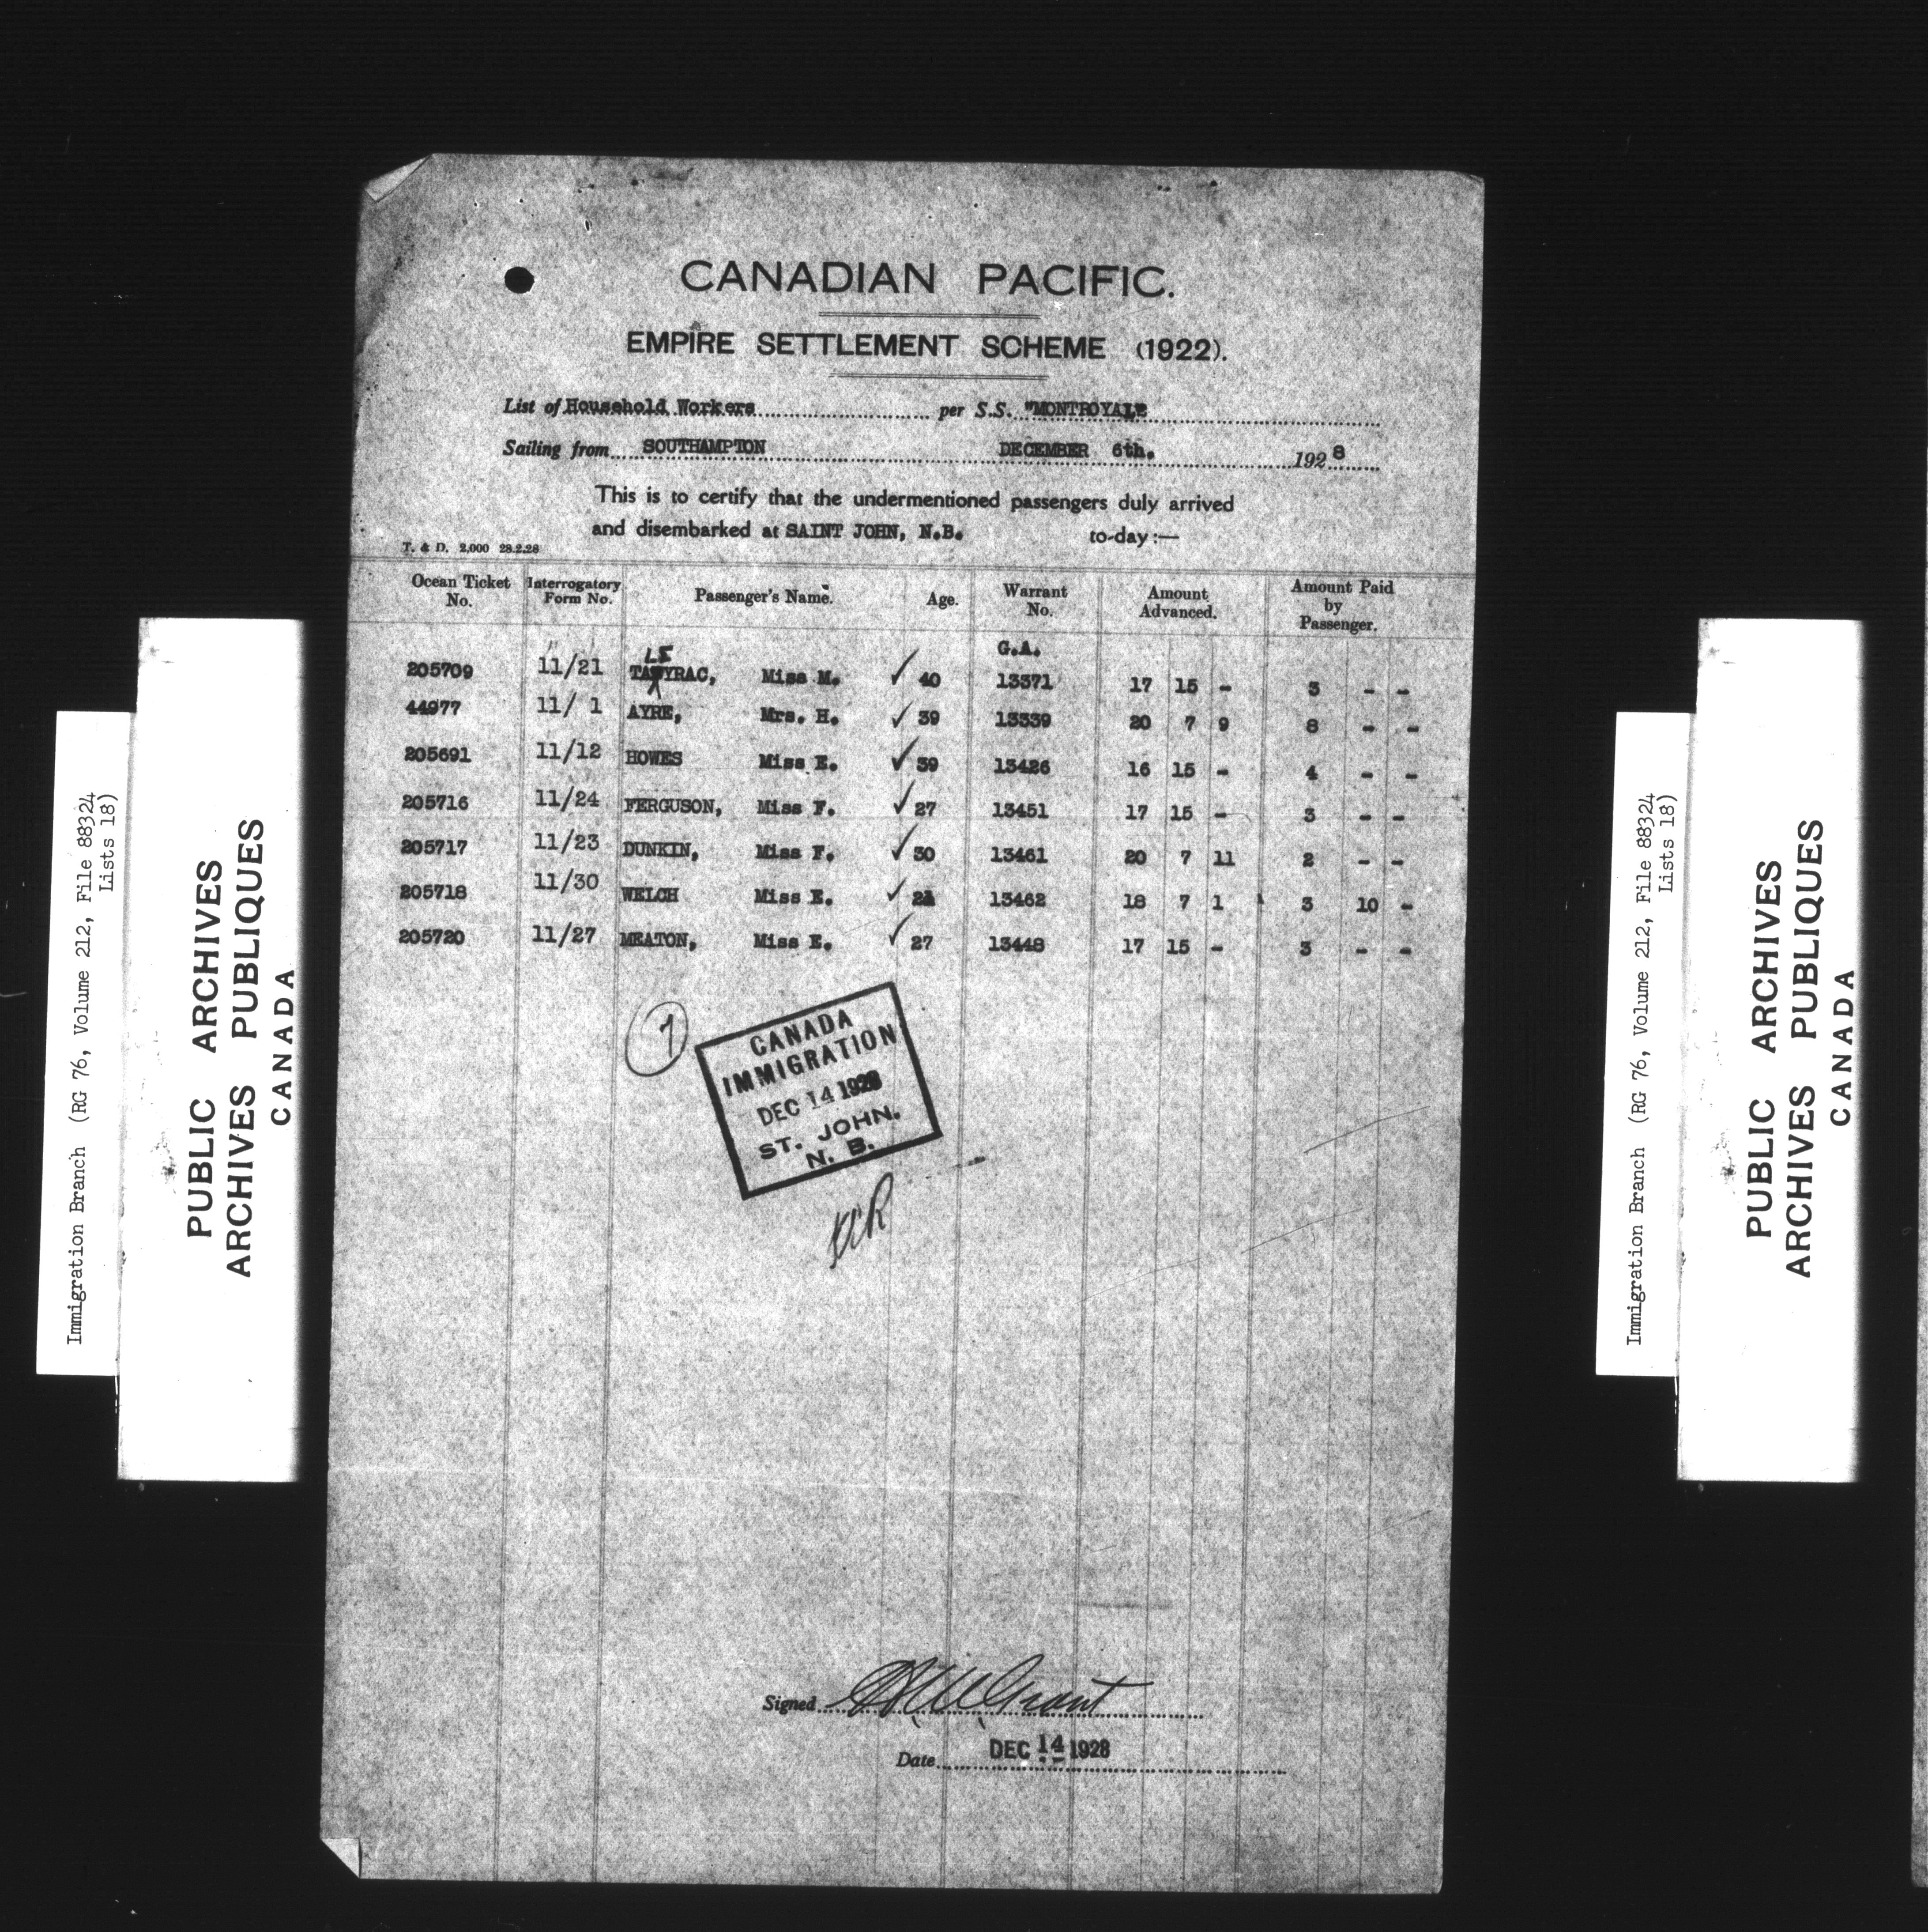 CANADIAN PACIFIC.
EMPIRE SETTLEMENT SCHEME (1922).
List of Household Workers per S.S. "MONTROYAL"
Sailing from SOUTHAMPTON DECEMBER 6th. 1928
This is to certify that the undermentioned passengers duly arrived
and disembarked at SAINT JOHN, N.B. to-day :—
T. & D. 2,000 28.2.28
Ocean Ticket No. Interrogatory Form No. Passenger's Name. Age. Warrant No. Amount Advanced. Amount Paid by Passenger.
G.A.
LE
205709 11/21 Miss M. ✓ 40 13371 17 15 - 3 - -
44977 11/ 1 AYRE, Mrs. H. ✓ 39 13339 20 7 9 8 - -
205691 11/12 HOWES Miss E. ✓ 39 13426 16 15 - 4 - -
205716 11/24 FERGUSON, Miss F. ✓ 27 13451 17 15 - 3 - -
205717 11/23 DUNKIN, Miss F. ✓ 30 13461 20 7 11 2 - -
205718 11/30 WELCH Miss E. ✓ 18 7 1 3 10 - 13462
205720 11/27 MEATON, Miss E. ✓ 27 13448 17 15 - 3 - -
7
CANADA
IMMIGRATION
DEC 14 1928
ST. JOHN.
N. B.
Signed Grant
Date DEC 14 1928
Immigration Branch (RG 76, Volume 212, File 88324
Lists 18)
PUBLIC ARCHIVES
ARCHIVES PUBLIQUES
CANADA
Immigration Branch (RG 76, Volume 212, File 88324
Lists 18)
PUBLIC ARCHIVES
ARCHIVES PUBLIQUES
CANADA